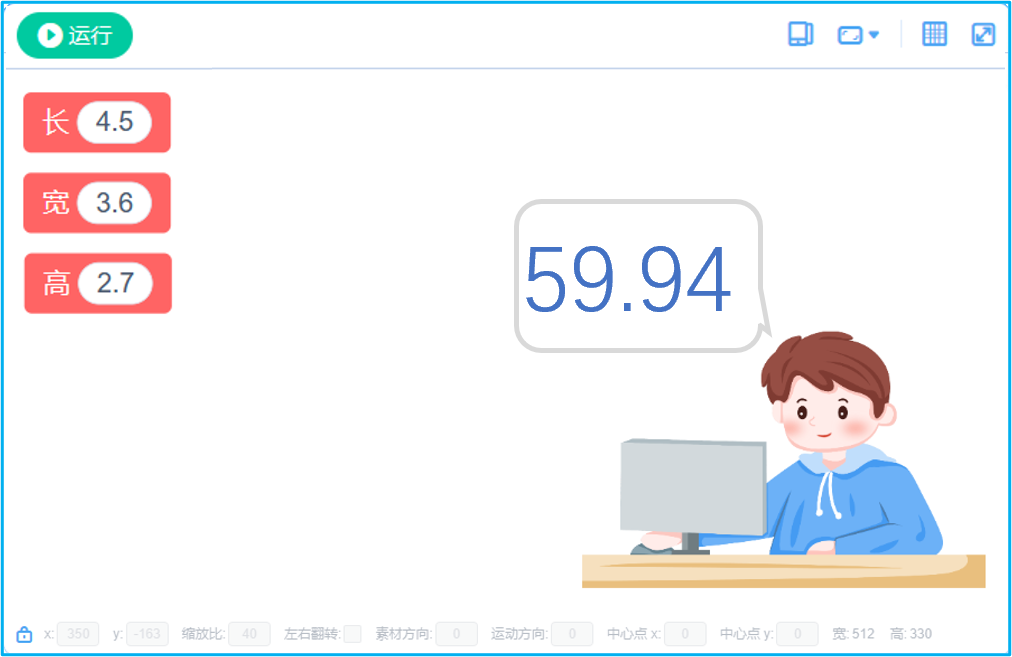 运行
长 4.5
宽 3.6
高 2.7
59.94
x: 350 y: -163 缩放比: 40 左右翻转: 素材方向: 0 运动方向: 0 中心点 x: 0 中心点 y: 0 宽: 512 高: 330